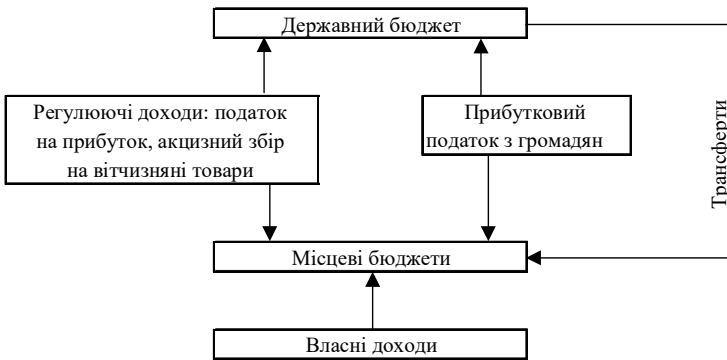 Державний бюджет
Регулюючі доходи: податок
на прибуток, акцизний збір
на вітчизняні товари
Прибутковий
податок з громадян
Трансферти
Місцеві бюджети
Власні доходи